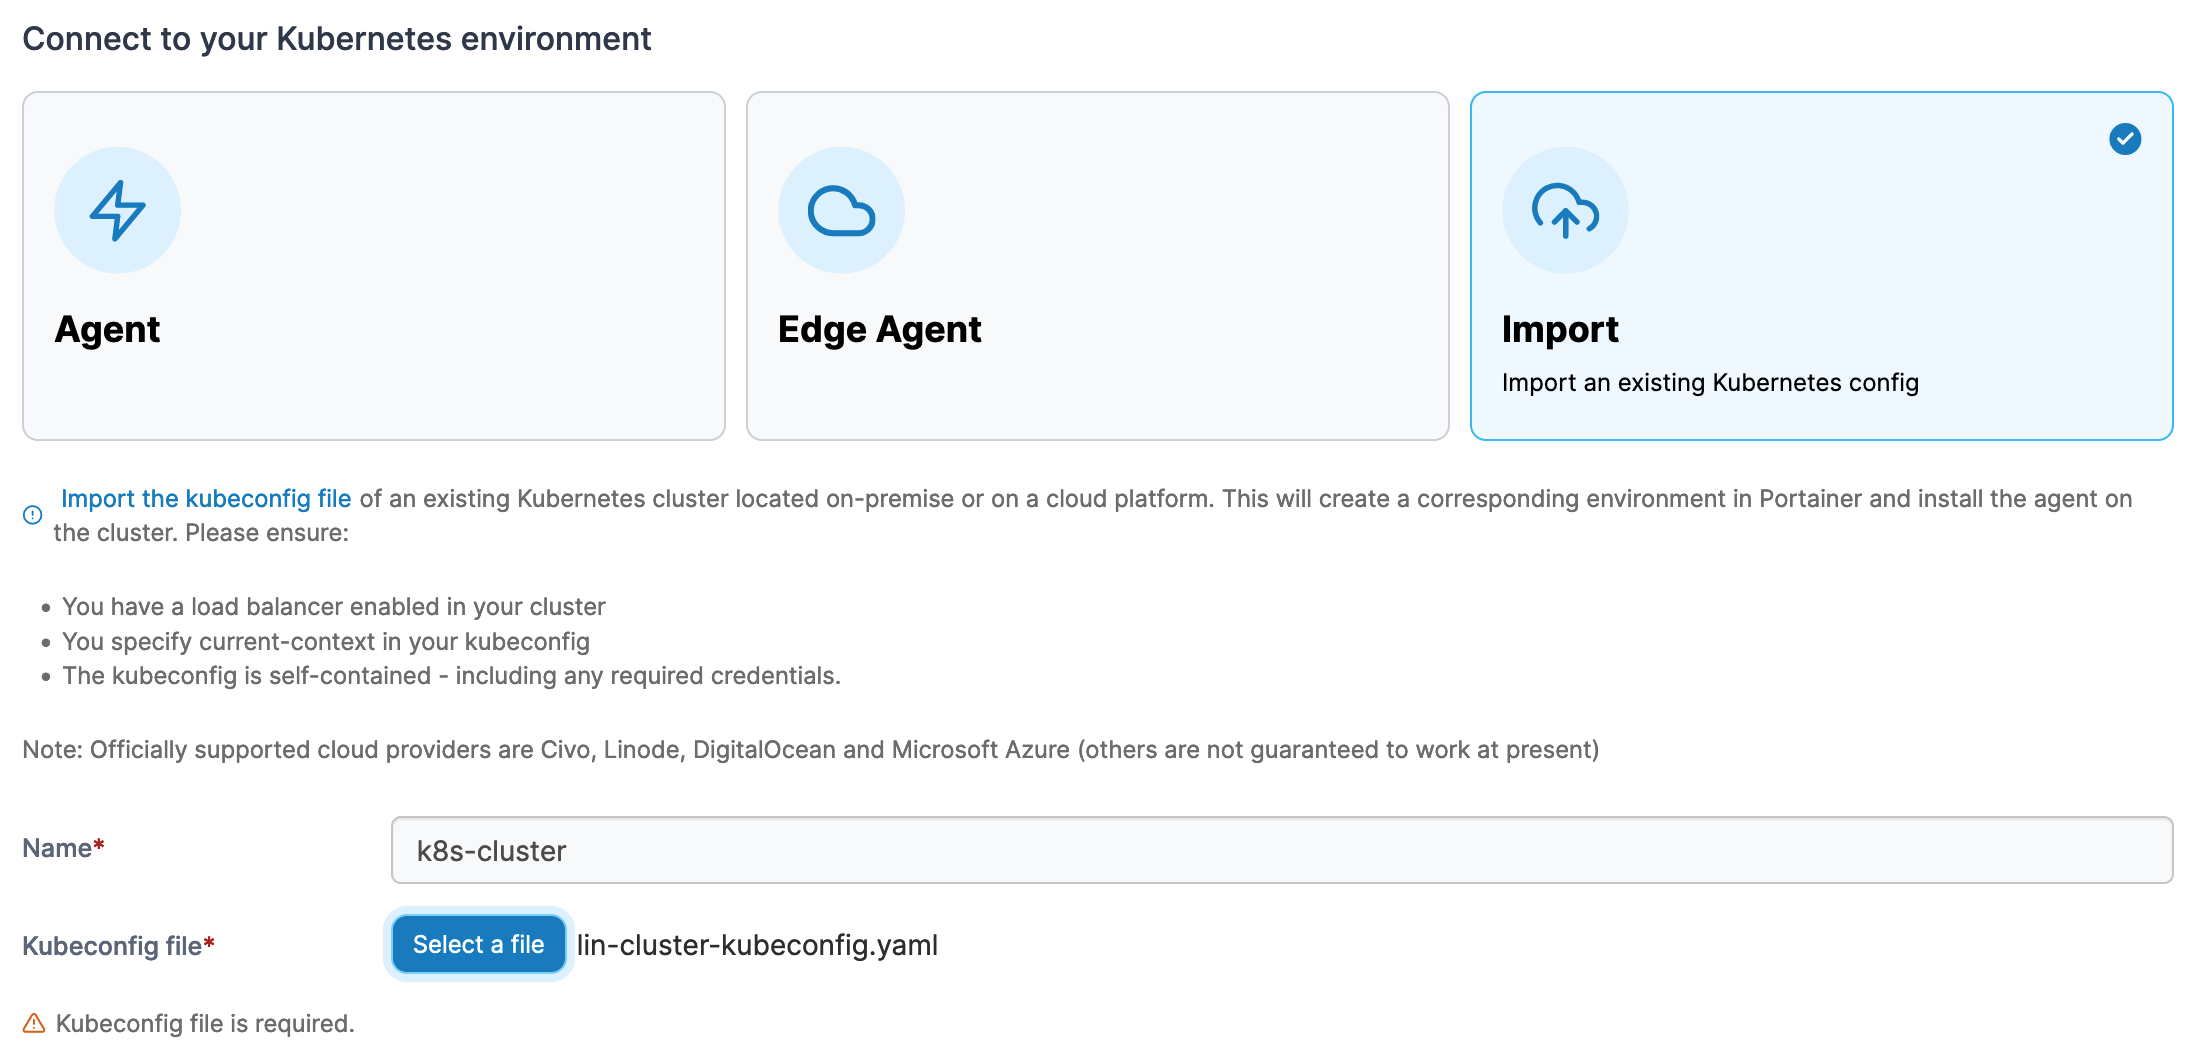 Connect to your Kubernetes environment
Agent
Edge Agent
Import
Import an existing Kubernetes config
Import the kubeconfig file of an existing Kubernetes cluster located on-premise or on a cloud platform. This will create a corresponding environment in Portainer and install the agent on
the cluster. Please ensure:
• You have a load balancer enabled in your cluster
• You specify current-context in your kubeconfig
• The kubeconfig is self-contained - including any required credentials.
Note: Officially supported cloud providers are Civo, Linode, DigitalOcean and Microsoft Azure (others are not guaranteed to work at present)
Name*
k8s-cluster
Kubeconfig file*
Select a file
lin-cluster-kubeconfig.yaml
Kubeconfig file is required.